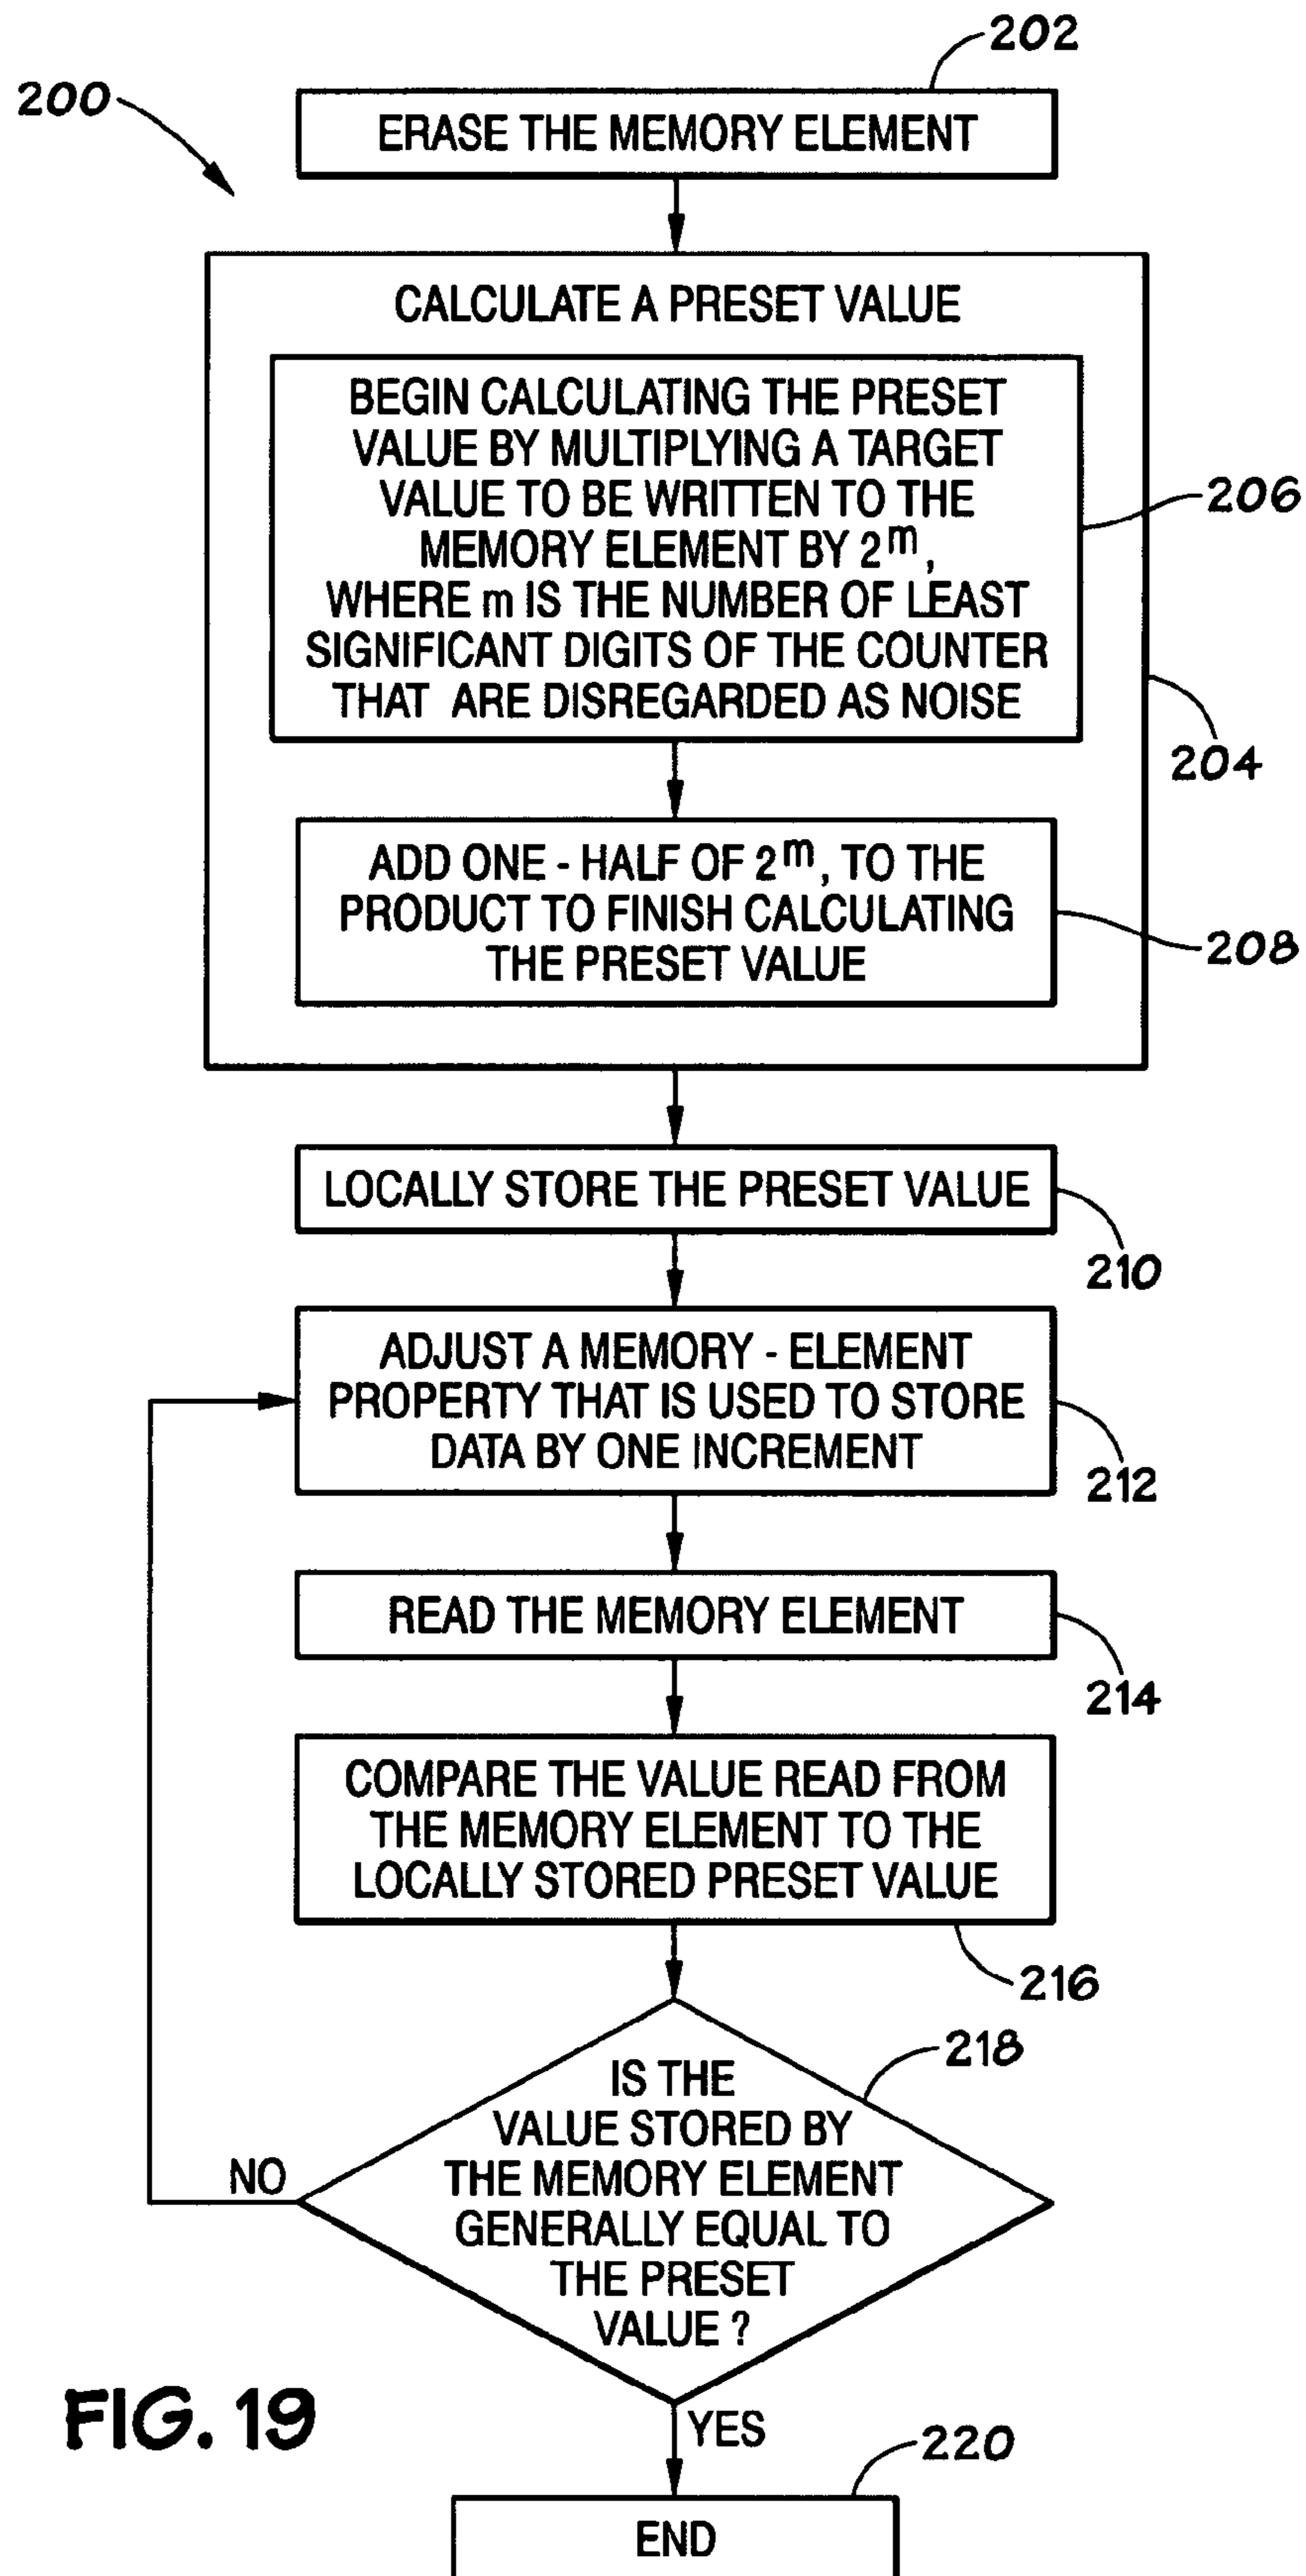 202
200
ERASE THE MEMORY ELEMENT
CALCULATE A PRESET VALUE
BEGIN CALCULATING THE PRESET
VALUE BY MULTIPLYING A TARGET
VALUE TO BE WRITTEN TO THE
MEMORY ELEMENT BY 2^m,
WHERE m IS THE NUMBER OF LEAST
SIGNIFICANT DIGITS OF THE COUNTER
THAT ARE DISREGARDED AS NOISE
206
204
ADD ONE - HALF OF 2^m, TO THE
PRODUCT TO FINISH CALCULATING
THE PRESET VALUE
208
LOCALLY STORE THE PRESET VALUE
210
ADJUST A MEMORY - ELEMENT
PROPERTY THAT IS USED TO STORE
DATA BY ONE INCREMENT
212
READ THE MEMORY ELEMENT
214
COMPARE THE VALUE READ FROM
THE MEMORY ELEMENT TO THE
LOCALLY STORED PRESET VALUE
216
218
IS THE
VALUE STORED BY
THE MEMORY ELEMENT
GENERALLY EQUAL TO
THE PRESET
VALUE ?
NO
YES
FIG. 19
220
END